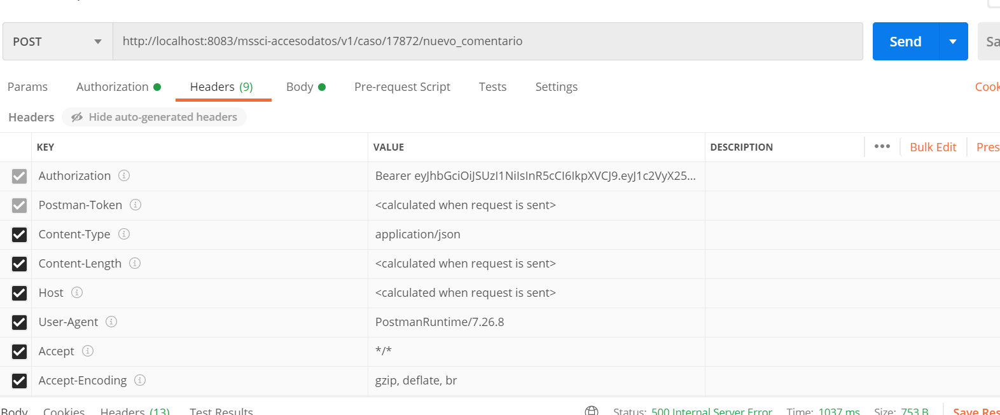 POST http://localhost:8083/mssci-accesodatos/v1/caso/17872/nuevo_comentario Send
Params Authorization Headers (9) Body Pre-request Script Tests Settings
Headers Hide auto-generated headers
KEY VALUE DESCRIPTION ••• Bulk Edit
Authorization Bearer eyJhbGciOiJSUzI1NiIsInR5cCI6IkpXVCJ9.eyJ1c2VyX25...
Postman-Token <calculated when request is sent>
Content-Type application/json
Content-Length <calculated when request is sent>
Host <calculated when request is sent>
User-Agent PostmanRuntime/7.26.8
Accept */*
Accept-Encoding gzip, deflate, br
Body Cookies Headers (13) Test Results Status: 500 Internal Server Error Time: 1037 ms Size: 753 B Save Res